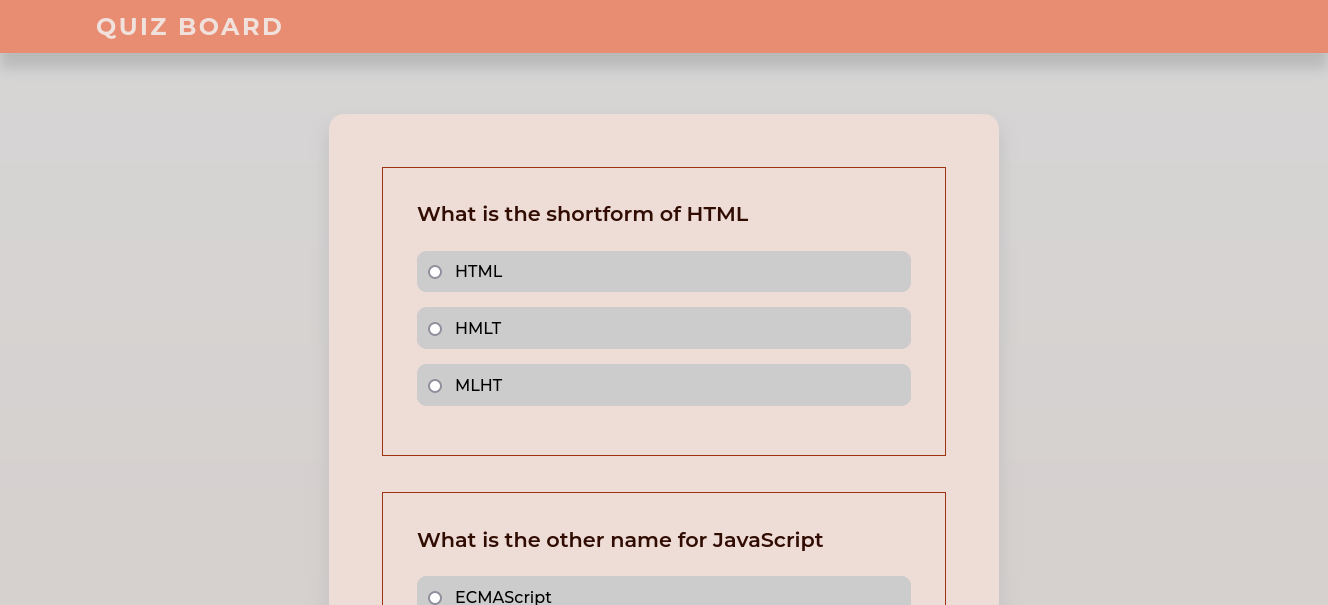 QUIZ BOARD
What is the shortform of HTML
HTML
HMLT
MLHT
What is the other name for JavaScript
ECMAScript